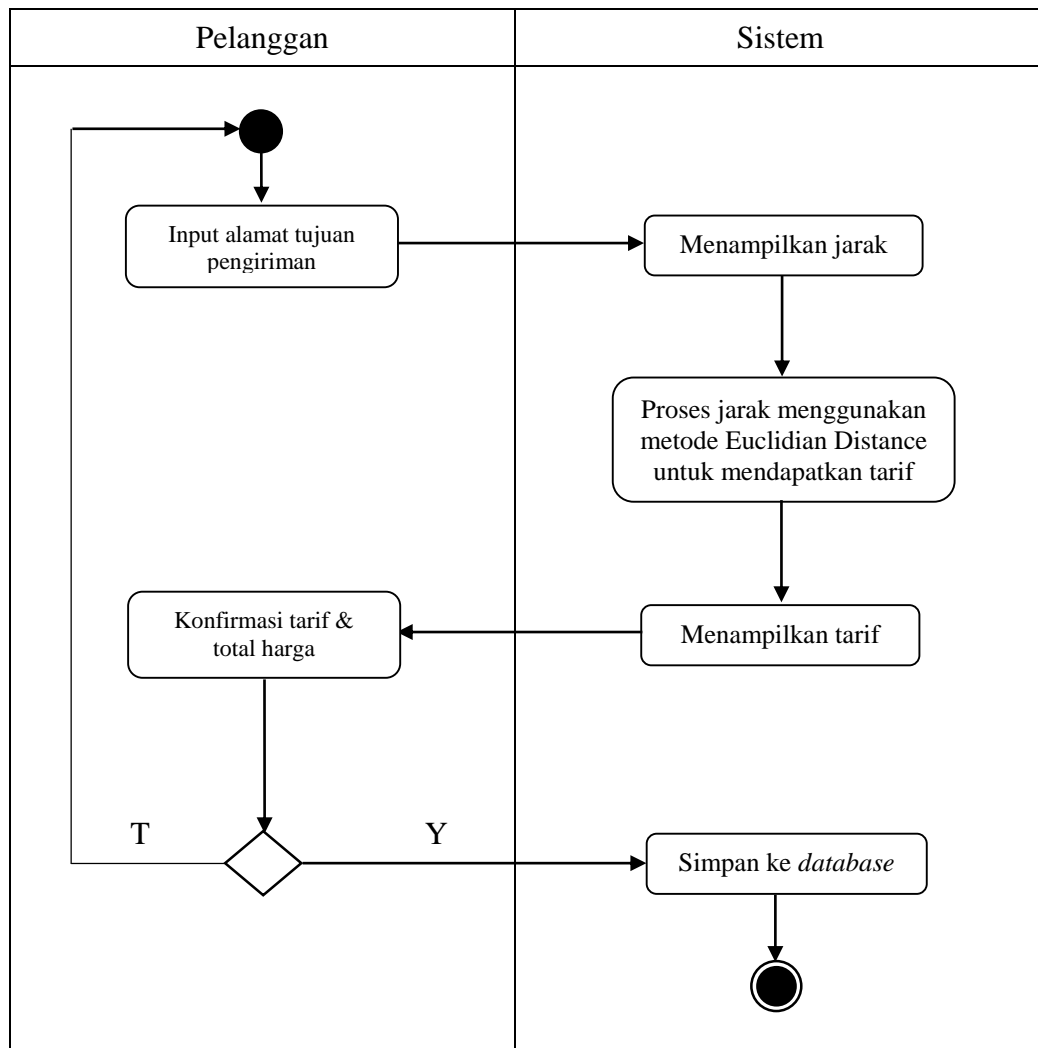 Pelanggan
Sistem
Input alamat tujuan
pengiriman
Menampilkan jarak
Proses jarak menggunakan
metode Euclidian Distance
untuk mendapatkan tarif
Konfirmasi tarif &
total harga
Menampilkan tarif
T
Y
Simpan ke database